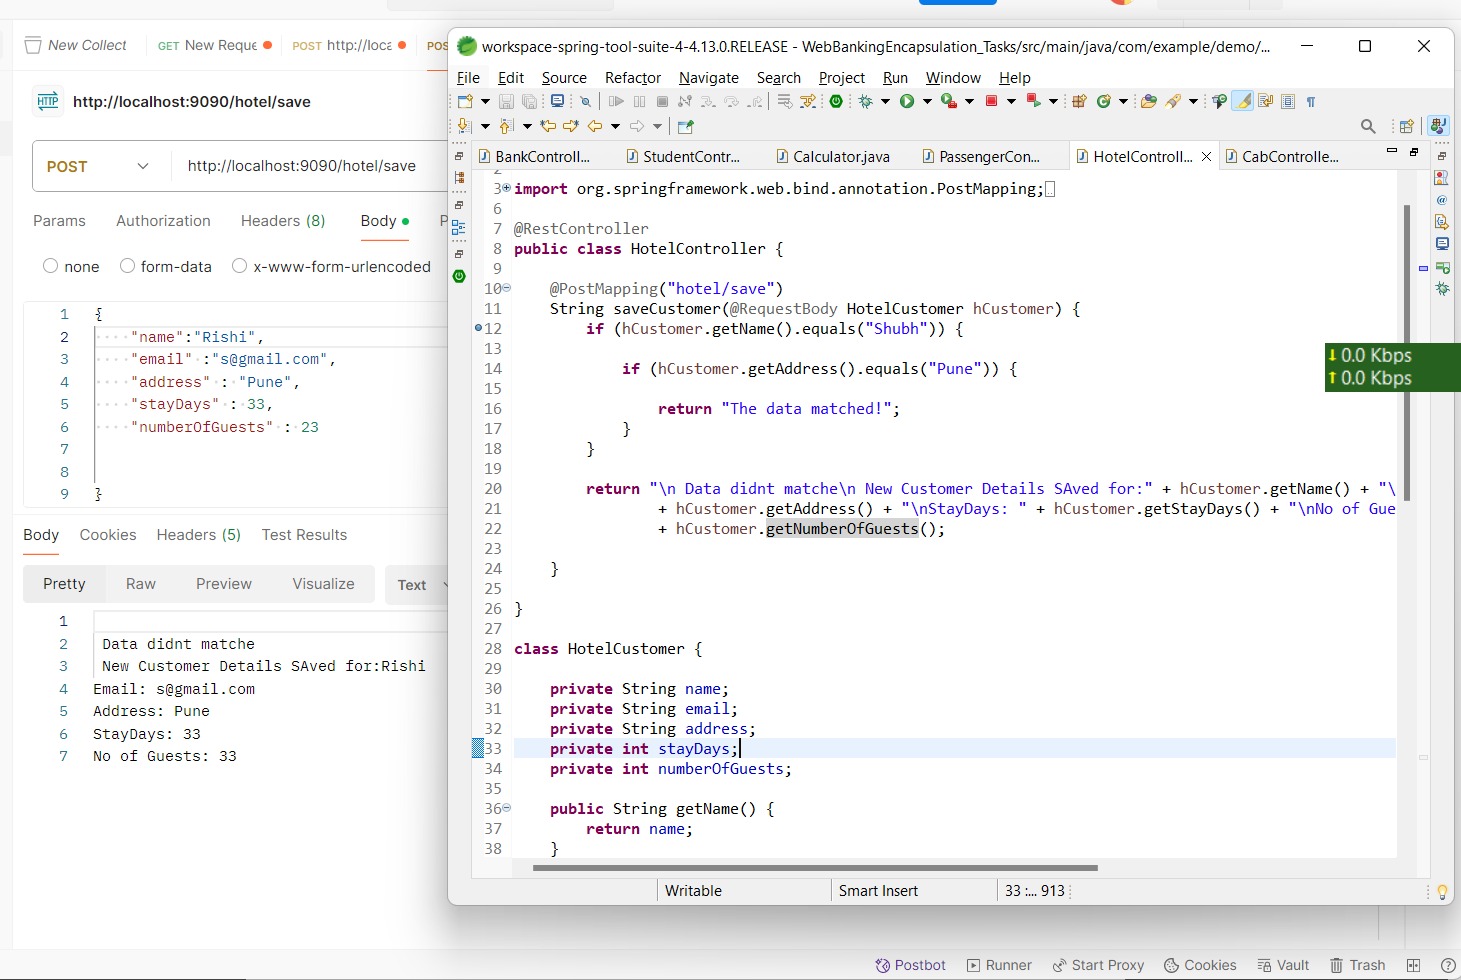 New Collect
GET New Reque
POST http://loca
POS
HTTP http://localhost:9090/hotel/save
POST http://localhost:9090/hotel/save
Params Authorization Headers (8) Body P
none form-data x-www-form-urlencoded
1 {
2 "name":"Rishi",
3 "email" :"s@gmail.com",
4 "address" : "Pune",
5 "stayDays" : 33,
6 "numberOfGuests" : 23
7
8
9 }
Body Cookies Headers (5) Test Results
Pretty Raw Preview Visualize Text
1
2 Data didnt matche
3 New Customer Details SAved for:Rishi
4 Email: s@gmail.com
5 Address: Pune
6 StayDays: 33
7 No of Guests: 33
workspace-spring-tool-suite-4-4.13.0.RELEASE - WebBankingEncapsulation_Tasks/src/main/java/com/example/demo/...
File Edit Source Refactor Navigate Search Project Run Window Help
BankControll... StudentContr... Calculator.java PassengerCon... HotelControll... CabControlle...
2
3 import org.springframework.web.bind.annotation.PostMapping;
6
7 @RestController
8 public class HotelController {
9
10 @PostMapping("hotel/save")
11 String saveCustomer(@RequestBody HotelCustomer hCustomer) {
12 if (hCustomer.getName().equals("Shubh")) {
13
14 if (hCustomer.getAddress().equals("Pune")) {
15
16 return "The data matched!";
17 }
18 }
19
20 return "\n Data didnt matche\n New Customer Details SAved for:" + hCustomer.getName() + "\
21 + hCustomer.getAddress() + "\nStayDays: " + hCustomer.getStayDays() + "\nNo of Gue
22 + hCustomer.getNumberOfGuests();
23
24 }
25
26 }
27
28 class HotelCustomer {
29
30 private String name;
31 private String email;
32 private String address;
33 private int stayDays;
34 private int numberOfGuests;
35
36 public String getName() {
37 return name;
38 }
Writable Smart Insert 33 :... 913
0.0 Kbps
0.0 Kbps
Postbot Runner Start Proxy Cookies Vault Trash